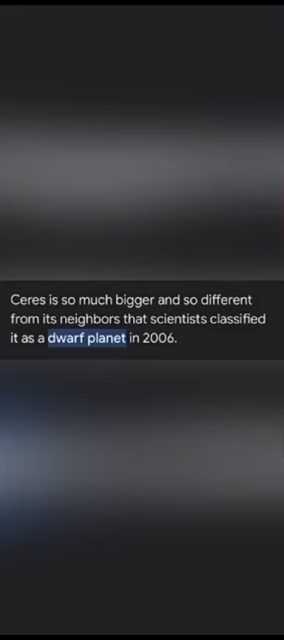 Ceres is so much bigger and so different
from its neighbors that scientists classified
it as a dwarf planet in 2006.